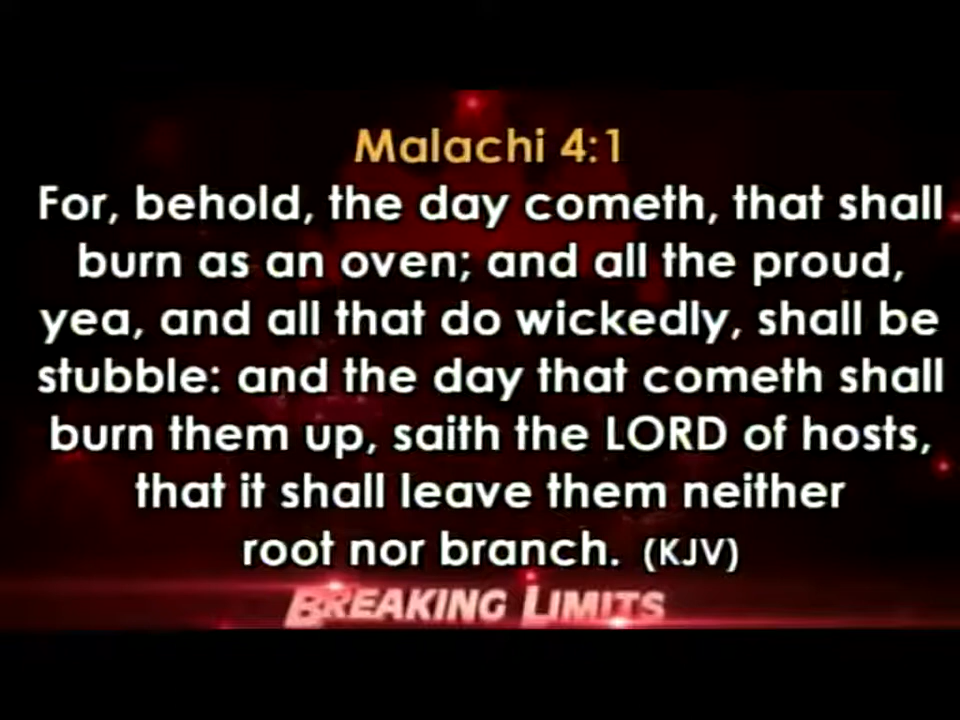 Malachi 4:1
For, behold, the day cometh, that shall
burn as an oven; and all the proud,
yea, and all that do wickedly, shall be
stubble: and the day that cometh shall
burn them up, saith the LORD of hosts,
that it shall leave them neither
root nor branch. (KJV)
BREAKING LIMITS